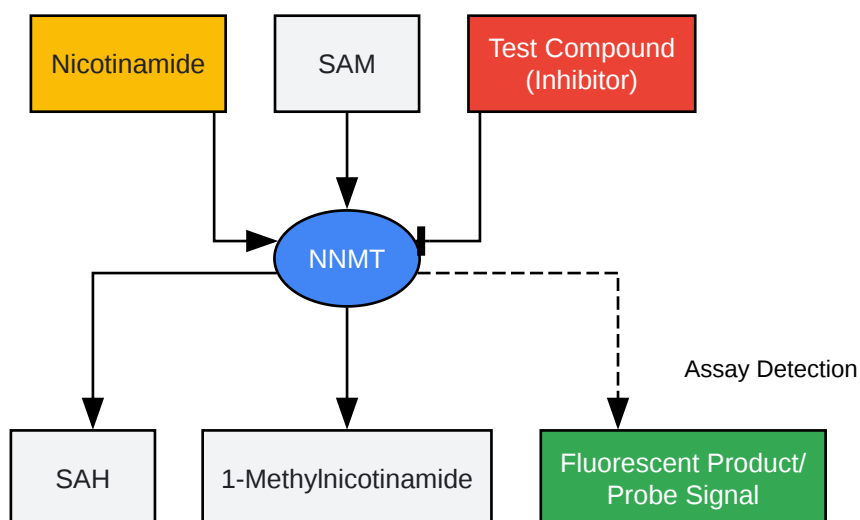 Nicotinamide
SAM
Test Compound
(Inhibitor)
NNMT
Assay Detection
SAH
1-Methylnicotinamide
Fluorescent Product/
Probe Signal